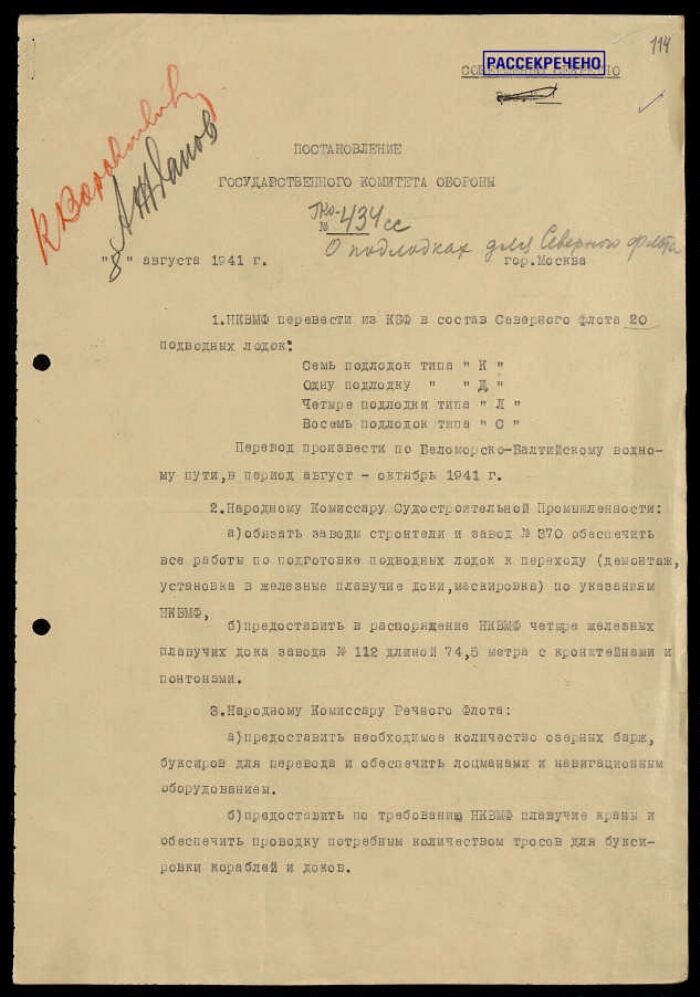 114
РАССЕКРЕЧЕНО
СОВЕРШЕННО СЕКРЕТНО
К Ворошилов
А Жданов
ПОСТАНОВЛЕНИЕ
ГОСУДАРСТВЕННОГО КОМИТЕТА ОБОРОНЫ
ГКО-
№ 434 сс
О подлодках для Северного флота
"8" августа 1941 г. гор.Москва
1.НКВМФ перевести из КБФ в состав Северного флота 20
подводных лодок:
Семь подлодок типа " К "
Одну подлодку " " Д "
Четыре подлодки типа " Л "
Восемь подлодок типа " С "
Перевод произвести по Беломорско-Балтийскому водно-
му пути,в период август - октябрь 1941 г.
2.Народному Комиссару Судостроительной Промышленности:
а)обязать заводы строители и завод № 370 обеспечить
все работы по подготовке подводных лодок к переходу (демонтаж,
установка в железные плавучие доки,маскировка) по указаниям
НКВМФ,
б)предоставить в распоряжение НКВМФ четыре железных
плавучих дока завода № 112 длиной 74,5 метра с кронштейнами и
понтонами.
3.Народному Комиссару Речного Флота:
а)предоставить необходимое количество озерных барж,
буксиров для перевода и обеспечить лоцманами и навигационным
оборудованием.
б)предоставить по требованию НКВМФ плавучие краны и
обеспечить проводку потребным количеством тросов для букси-
ровки кораблей и доков.